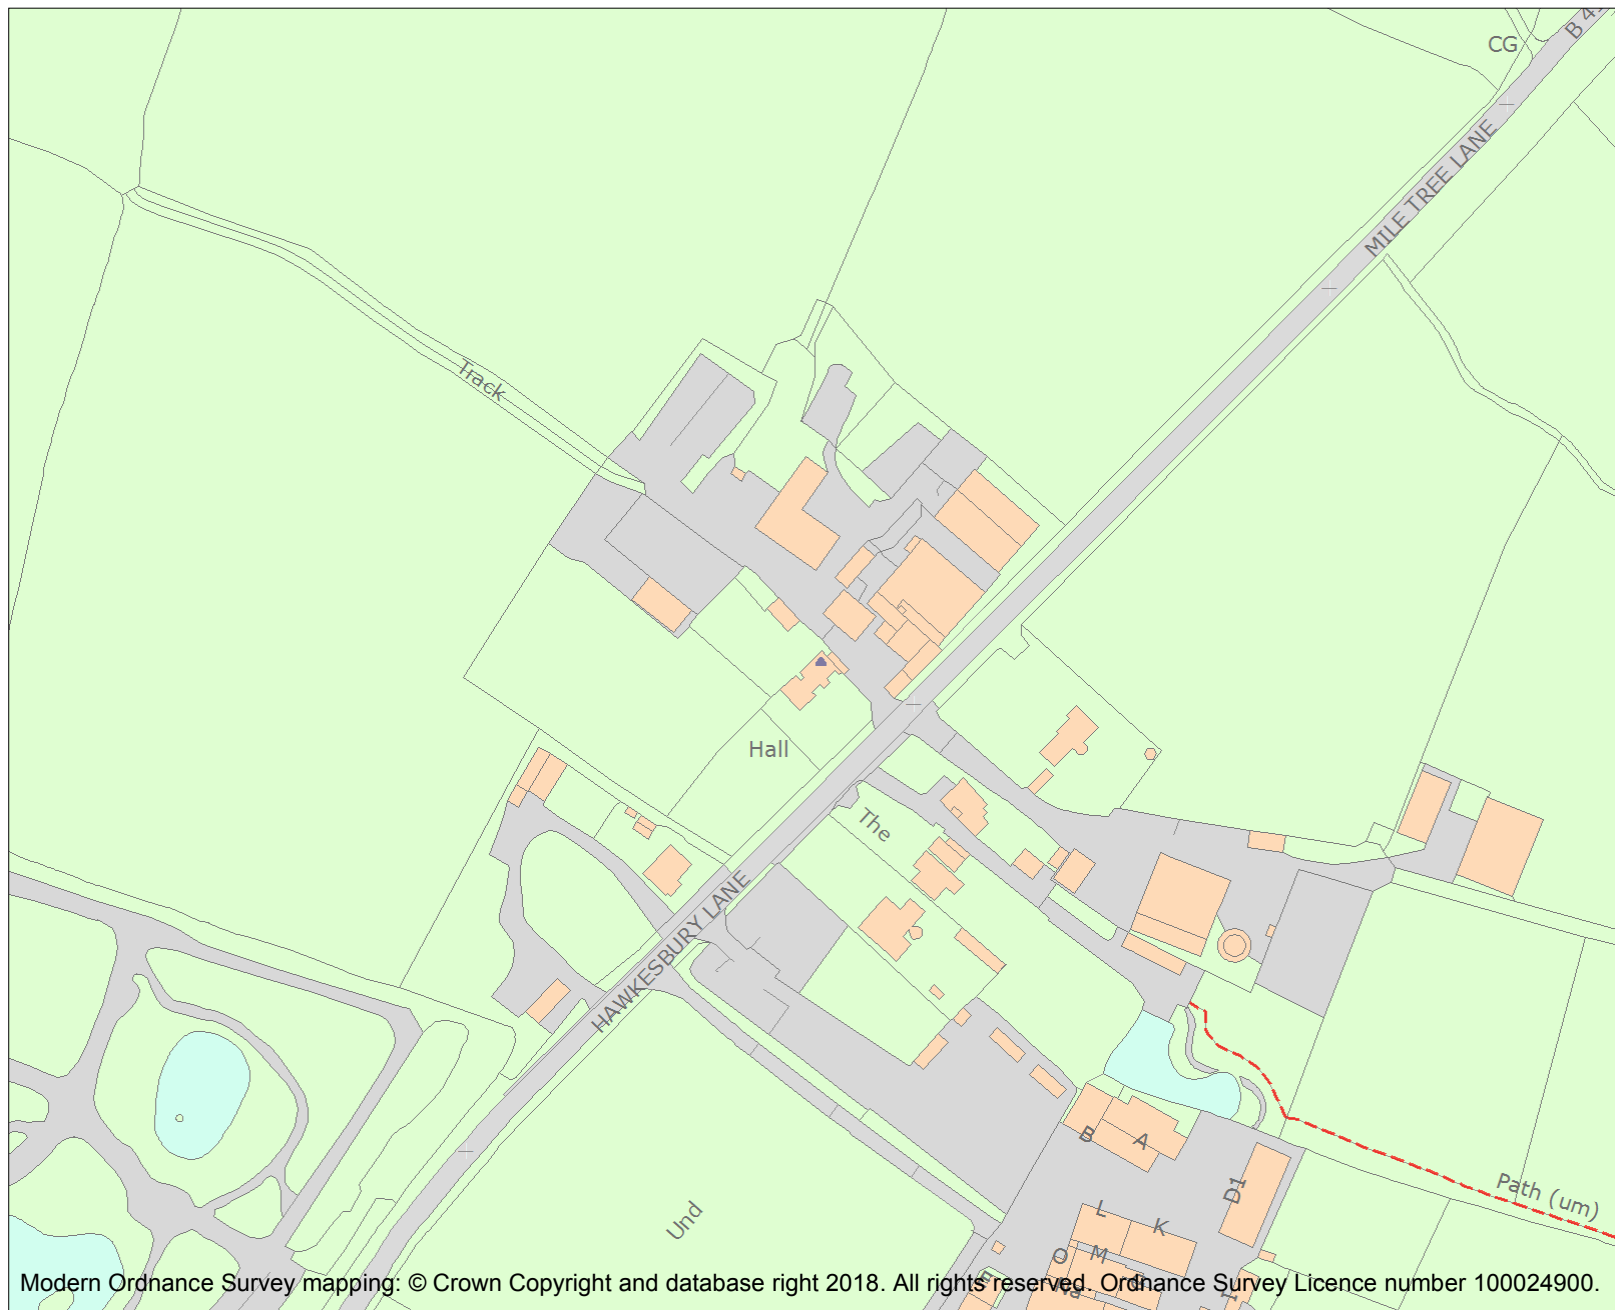 CG
B 4
MILE TREE LANE
Track
Hall
The
HAWKESBURY LANE
B
A
D1
Path (um)
Und
L
K
O
M
Modern Ordnance Survey mapping: © Crown Copyright and database right 2018. All rights reserved. Ordnance Survey Licence number 100024900.